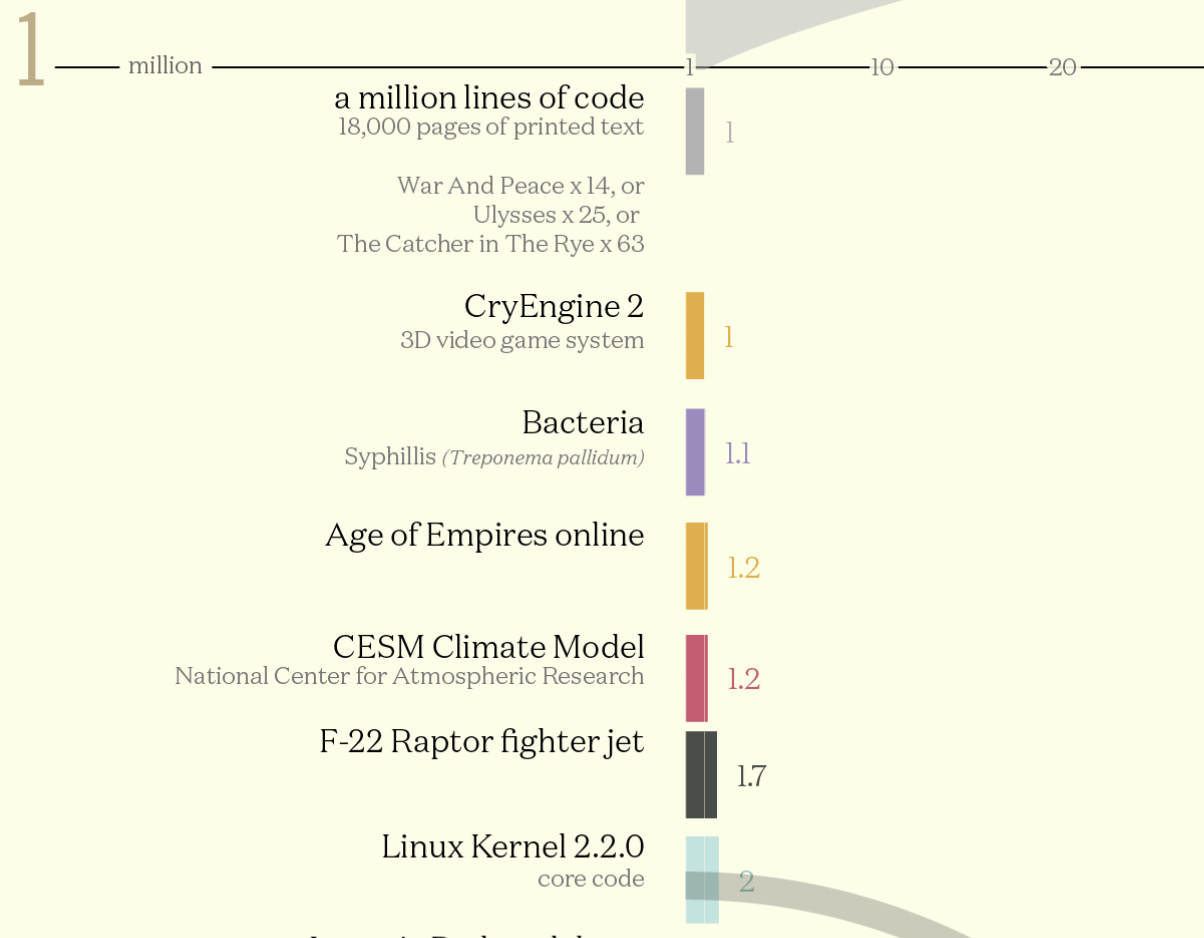 1
million 1 10 20
a million lines of code
18,000 pages of printed text
1
War And Peace x 14, or
Ulysses x 25, or
The Catcher in The Rye x 63
CryEngine 2
3D video game system
1
Bacteria
Syphillis (Treponema pallidum)
1.1
Age of Empires online
1.2
CESM Climate Model
National Center for Atmospheric Research
1.2
F-22 Raptor fighter jet
1.7
Linux Kernel 2.2.0
core code
2